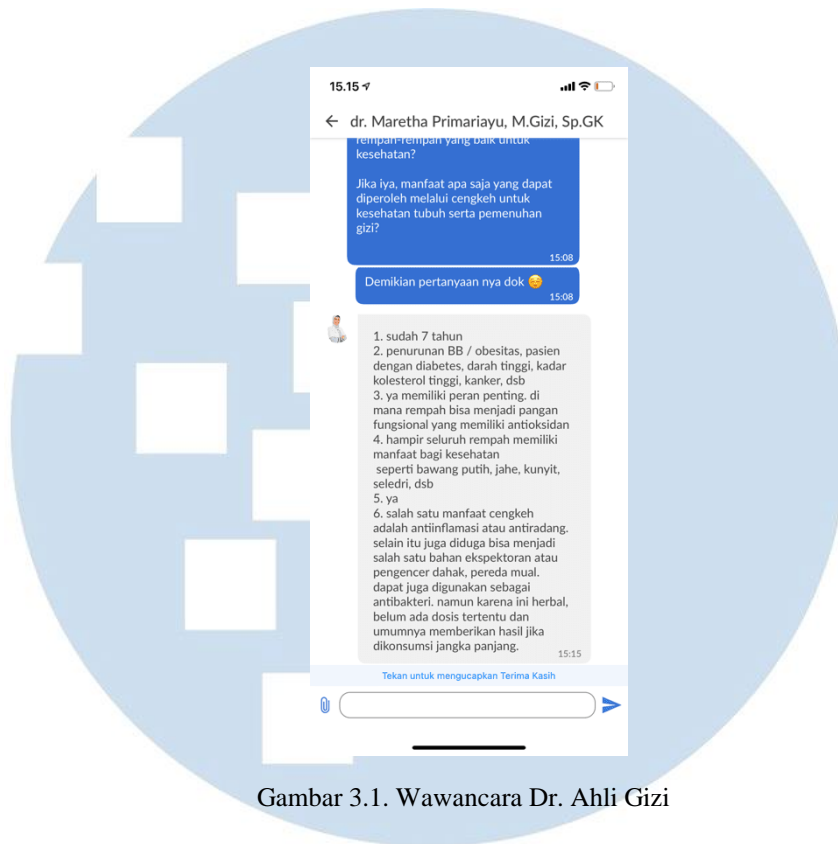 15.15
dr. Maretha Primariayu, M.Gizi, Sp.GK
rempah-rempah yang baik untuk
kesehatan?
Jika iya, manfaat apa saja yang dapat
diperoleh melalui cengkeh untuk
kesehatan tubuh serta pemenuhan
gizi?
15:08
Demikian pertanyaan nya dok 😊
15:08
1. sudah 7 tahun
2. penurunan BB / obesitas, pasien
dengan diabetes, darah tinggi, kadar
kolesterol tinggi, kanker, dsb
3. ya memiliki peran penting. di
mana rempah bisa menjadi pangan
fungsional yang memiliki antioksidan
4. hampir seluruh rempah memiliki
manfaat bagi kesehatan
seperti bawang putih, jahe, kunyit,
seledri, dsb
5. ya
6. salah satu manfaat cengkeh
adalah antiinflamasi atau antiradang.
selain itu juga diduga bisa menjadi
salah satu bahan ekspektoran atau
pengencer dahak, pereda mual.
dapat juga digunakan sebagai
antibakteri. namun karena ini herbal,
belum ada dosis tertentu dan
umumnya memberikan hasil jika
dikonsumsi jangka panjang.
15:15
Tekan untuk mengucapkan Terima Kasih
Gambar 3.1. Wawancara Dr. Ahli Gizi